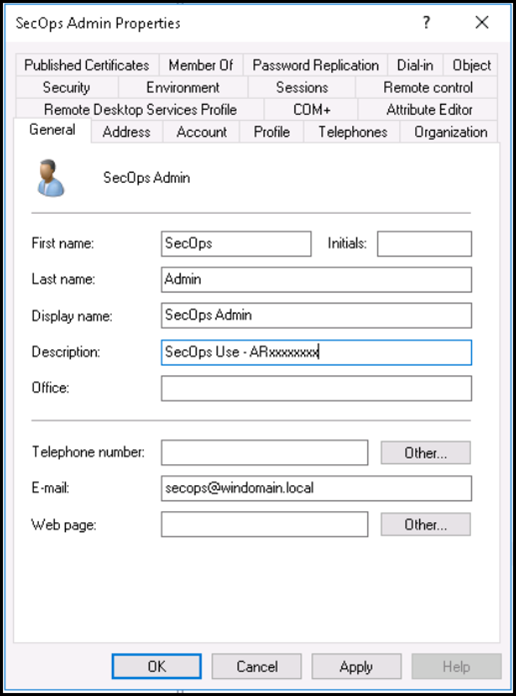 SecOps Admin Properties
? ×
Published Certificates Member Of Password Replication Dial-in Object
Security Environment Sessions Remote control
Remote Desktop Services Profile COM+ Attribute Editor
General Address Account Profile Telephones Organization
SecOps Admin
First name: SecOps Initials:
Last name: Admin
Display name: SecOps Admin
Description: SecOps Use - ARxxxxxxxx
Office:
Telephone number: Other...
E-mail: secops@windomain.local
Web page: Other...
OK Cancel Apply Help